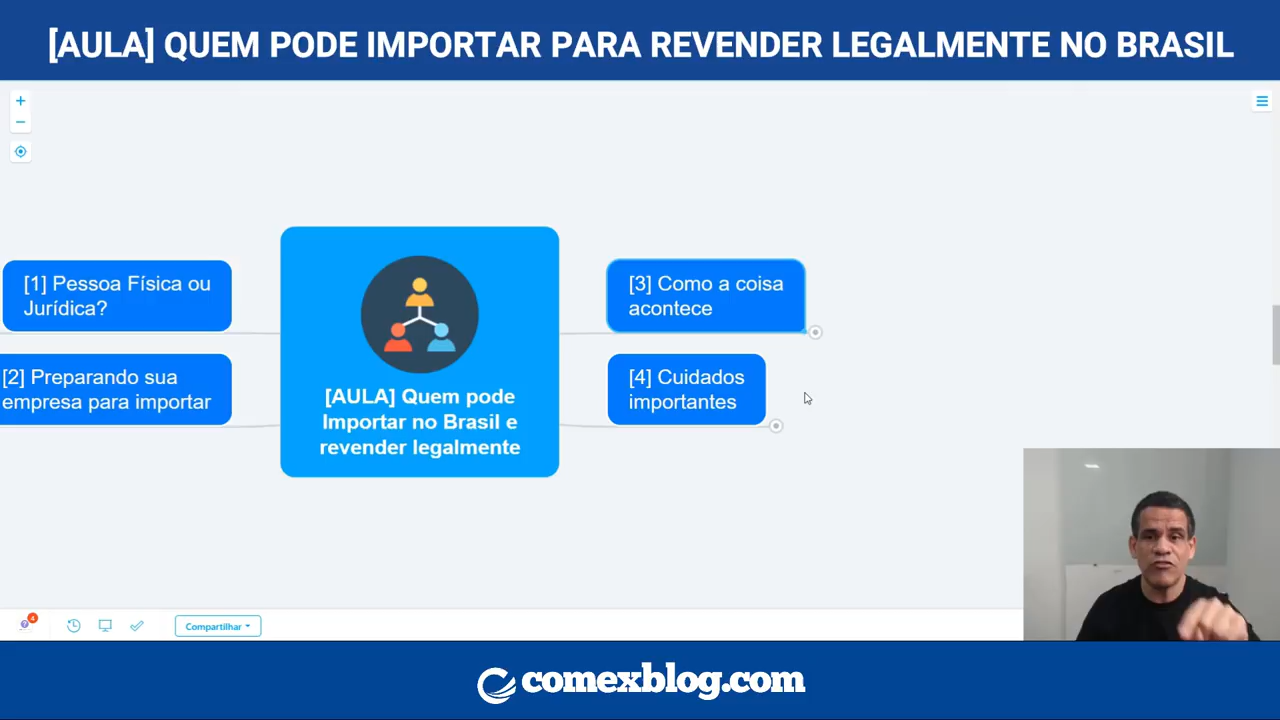 [AULA] QUEM PODE IMPORTAR PARA REVENDER LEGALMENTE NO BRASIL
[1] Pessoa Física ou
Jurídica?
[2] Preparando sua
empresa para importar
[AULA] Quem pode
Importar no Brasil e
revender legalmente
[3] Como a coisa
acontece
[4] Cuidados
importantes
4
Compartilhar
comexblog.com